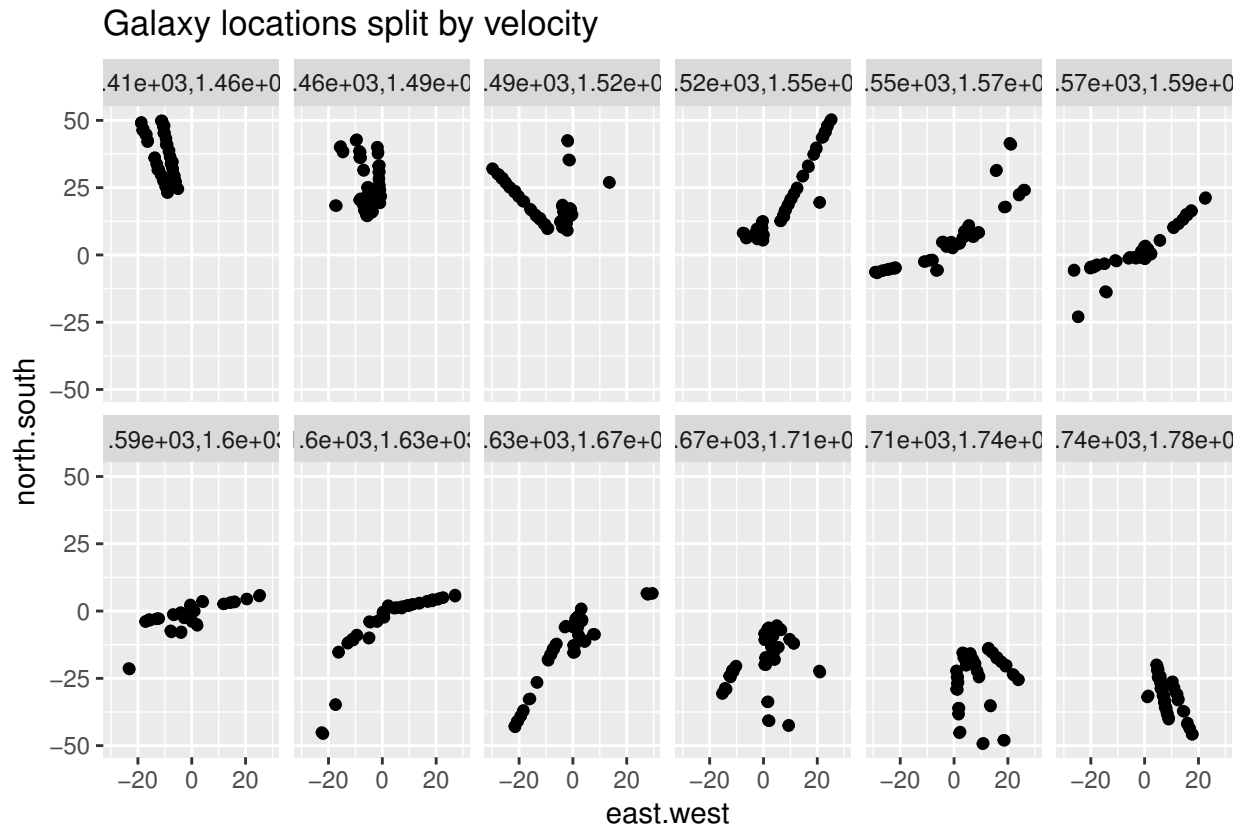 Galaxy locations split by velocity
.41e+03,1.46e+0 .46e+03,1.49e+0 .49e+03,1.52e+0 .52e+03,1.55e+0 .55e+03,1.57e+0 .57e+03,1.59e+0
50
25
0
−25
−50
north.south
.59e+03,1.6e+03 1.6e+03,1.63e+03 .63e+03,1.67e+0 .67e+03,1.71e+0 .71e+03,1.74e+0 .74e+03,1.78e+0
50
25
0
−25
−50
−20 0 20 −20 0 20 −20 0 20 −20 0 20 −20 0 20 −20 0 20
east.west